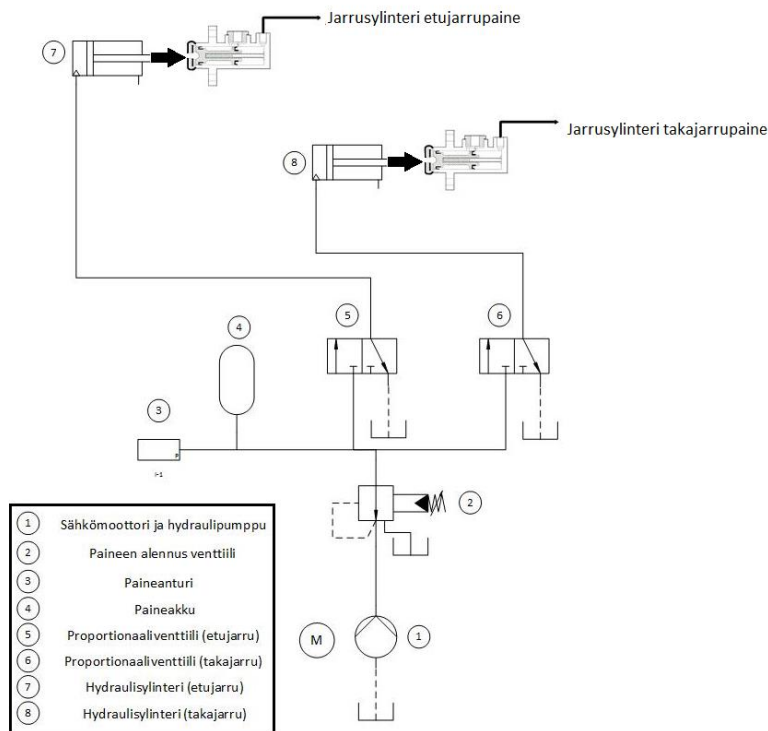 Jarrusylinteri etujarrupaine
7
Jarrusylinteri takajarrupaine
8
5
6
4
3
P
i-1
2
M
1
1 Sähkömoottori ja hydraulipumppu
2 Paineen alennus venttiili
3 Paineanturi
4 Paineakku
5 Proportionaaliventtiili (etujarru)
6 Proportionaaliventtiili (takajarru)
7 Hydraulisylinteri (etujarru)
8 Hydraulisylinteri (takajarru)